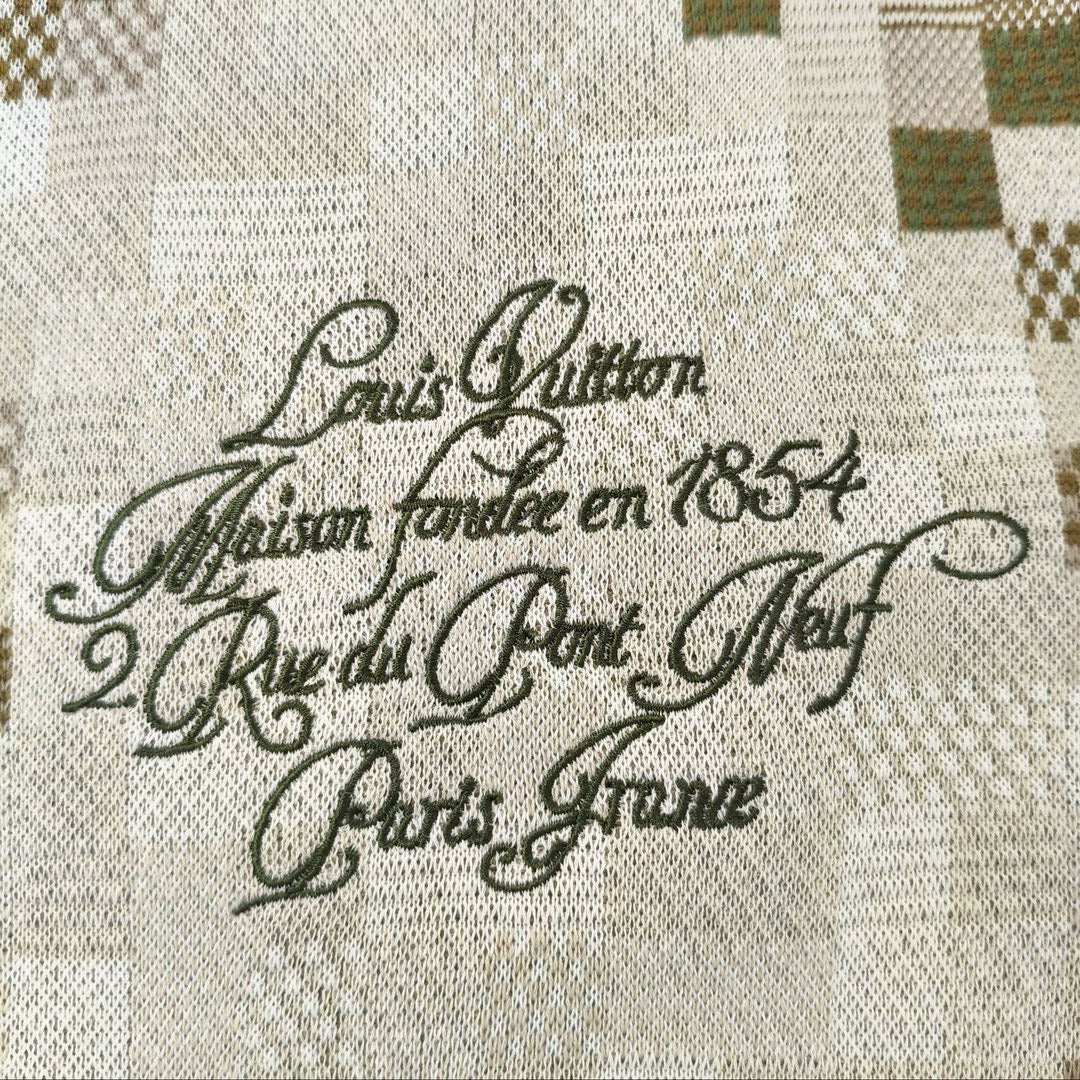 Louis Vuitton
Maison fondée en 1854
2 Rue du Pont Neuf
Paris France